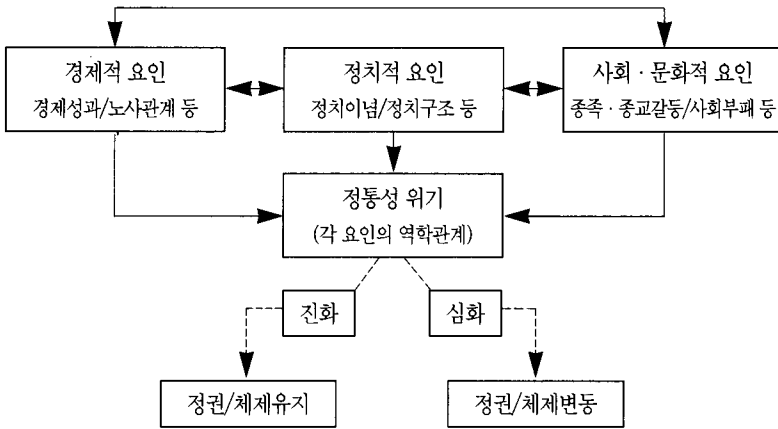 경제적 요인
경제성과/노사관계 등
정치적 요인
정치이념/정치구조 등
사회 · 문화적 요인
종족 · 종교갈등/사회부패 등
정통성 위기
(각 요인의 역학관계)
진화
심화
정권/체제유지
정권/체제변동